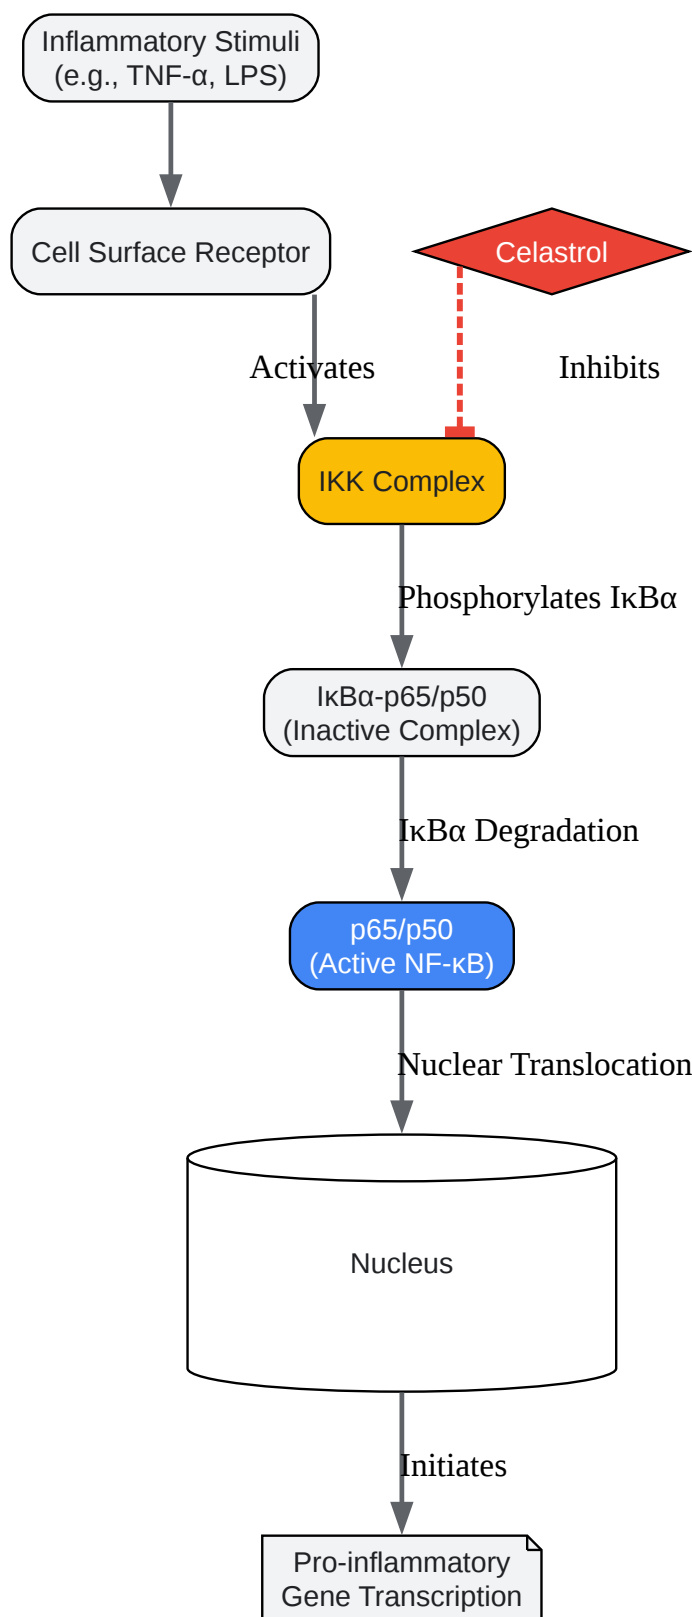 Inflammatory Stimuli
(e.g., TNF-α, LPS)
Cell Surface Receptor
Celastrol
Activates
Inhibits
IKK Complex
Phosphorylates IκBα
IκBα-p65/p50
(Inactive Complex)
IκBα Degradation
p65/p50
(Active NF-κB)
Nuclear Translocation
Nucleus
Initiates
Pro-inflammatory
Gene Transcription